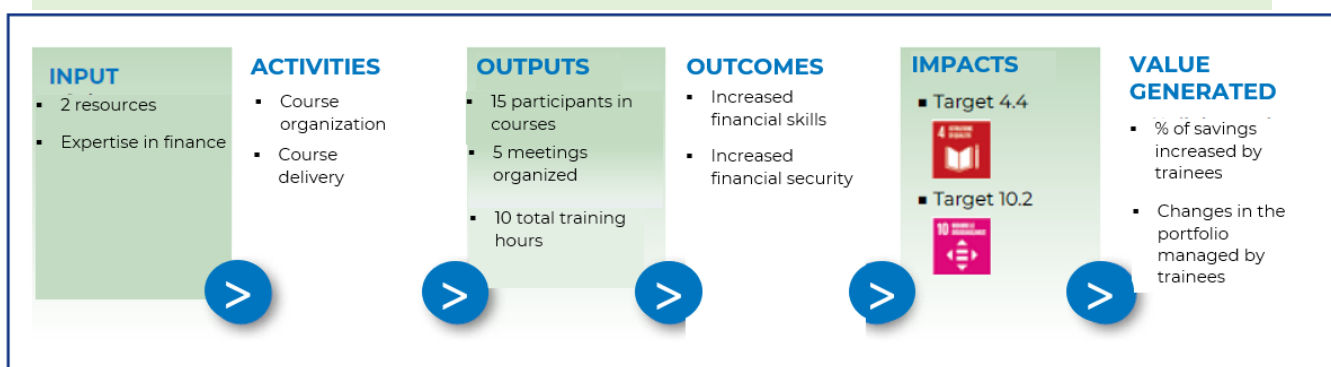 INPUT
▪ 2 resources
▪ Expertise in finance
ACTIVITIES
▪ Course
organization
▪ Course
delivery
OUTPUTS
▪ 15 participants in
courses
▪ 5 meetings
organized
▪ 10 total training
hours
OUTCOMES
▪ Increased
financial skills
▪ Increased
financial security
IMPACTS
▪ Target 4.4
4
▪ Target 10.2
10
VALUE
GENERATED
▪ % of savings
increased by
trainees
▪ Changes in the
portfolio
managed by
trainees
> > > > >